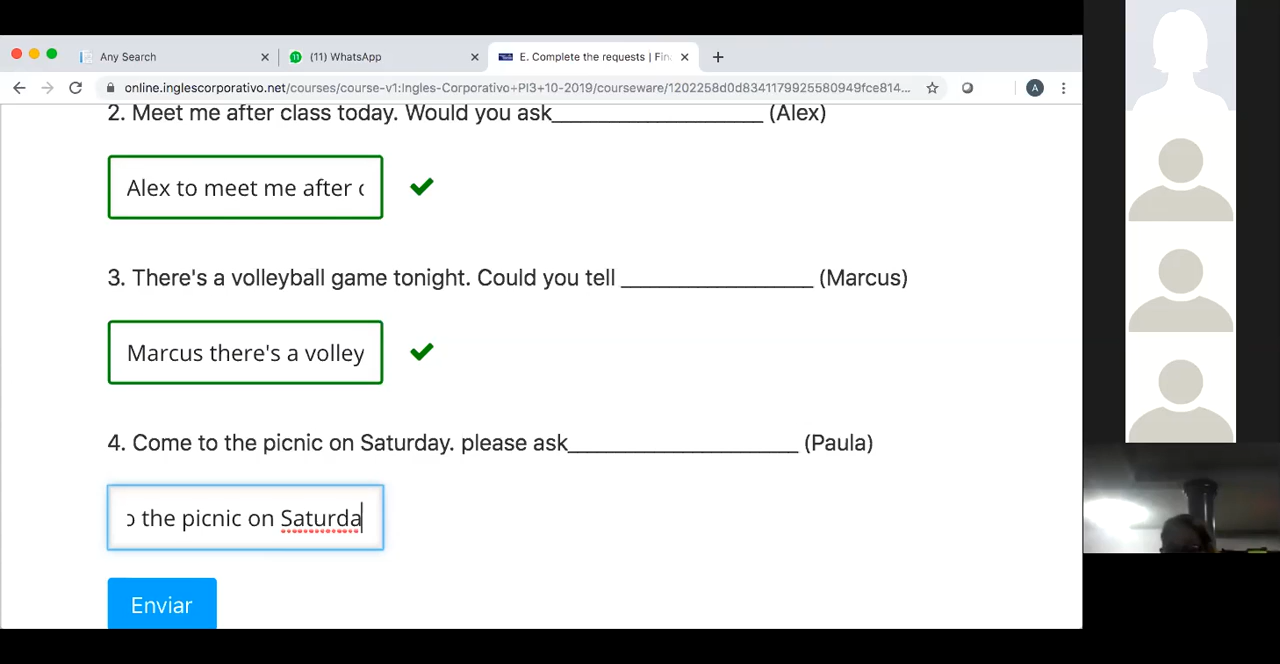 Any Search
(11) WhatsApp
E. Complete the requests | Fin
online.inglescorporativo.net/courses/course-v1:Ingles-Corporativo+PI3+10-2019/courseware/1202258d0d8341179925580949fce814...
A
2. Meet me after class today. Would you ask___________________ (Alex)
Alex to meet me after
3. There's a volleyball game tonight. Could you tell _________________ (Marcus)
Marcus there's a volley
4. Come to the picnic on Saturday. please ask_____________________ (Paula)
the picnic on Saturda
Enviar